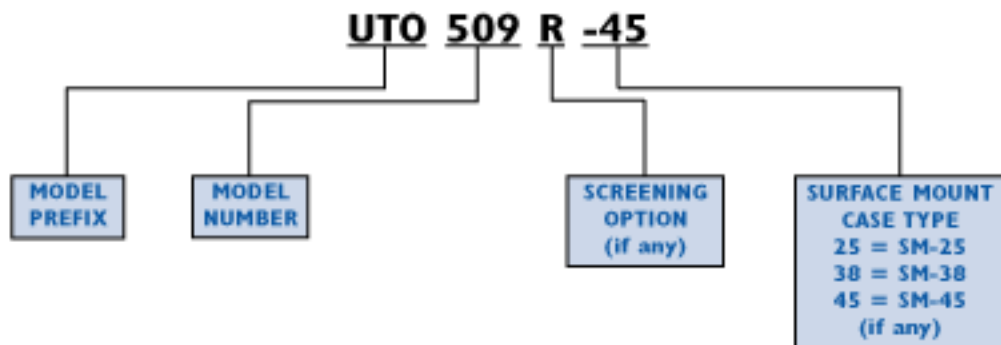 UTO 509 R -45
MODEL
PREFIX
MODEL
NUMBER
SCREENING
OPTION
(if any)
SURFACE MOUNT
CASE TYPE
25 = SM-25
38 = SM-38
45 = SM-45
(if any)